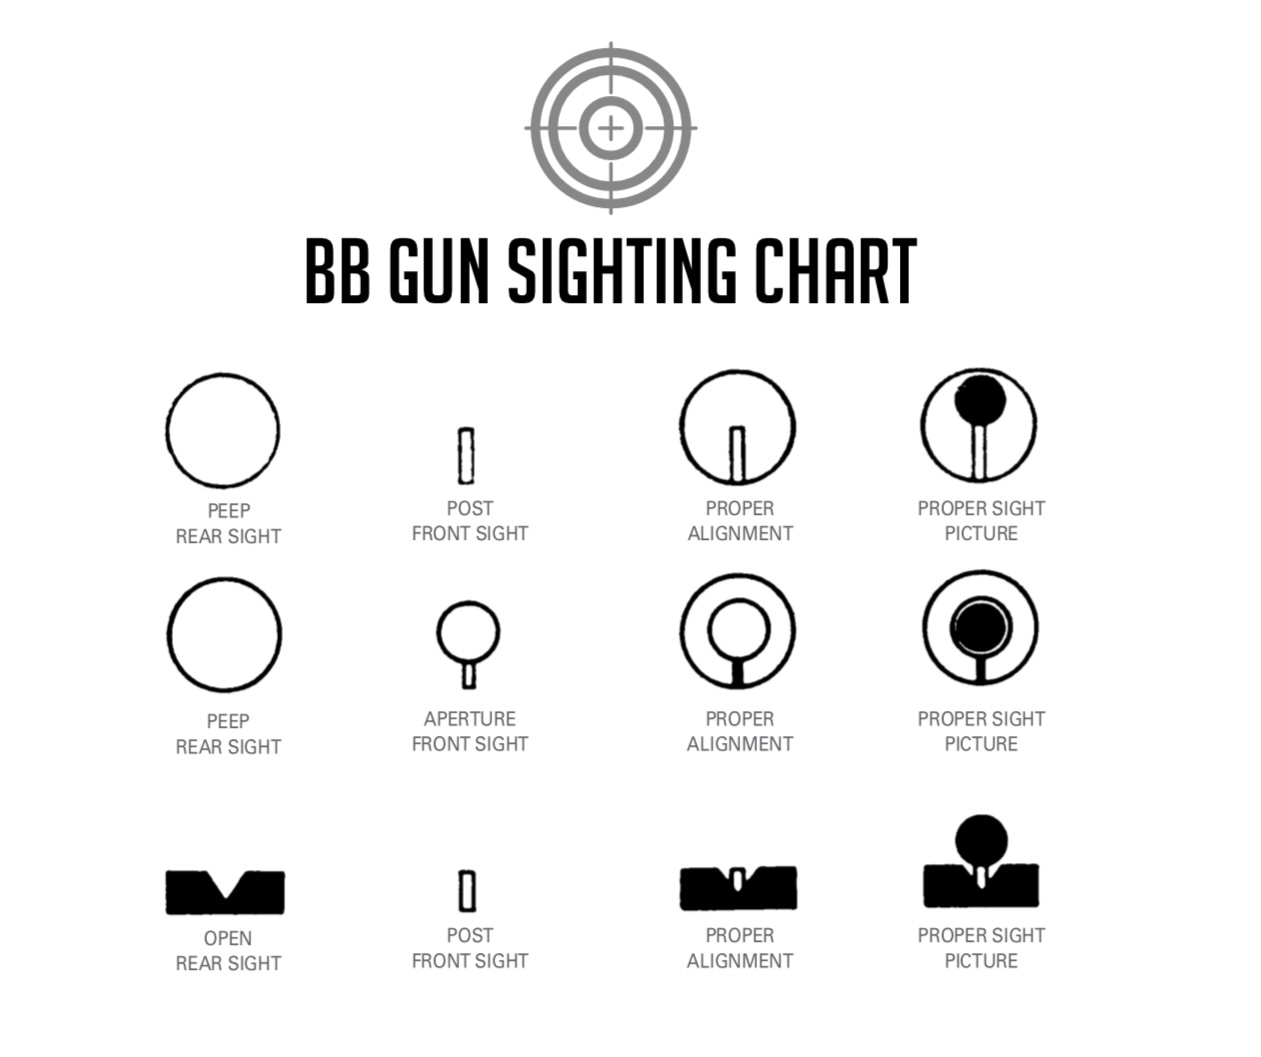 BB GUN SIGHTING CHART
PEEP
REAR SIGHT
POST
FRONT SIGHT
PROPER
ALIGNMENT
PROPER SIGHT
PICTURE
PEEP
REAR SIGHT
APERTURE
FRONT SIGHT
PROPER
ALIGNMENT
PROPER SIGHT
PICTURE
OPEN
REAR SIGHT
POST
FRONT SIGHT
PROPER
ALIGNMENT
PROPER SIGHT
PICTURE